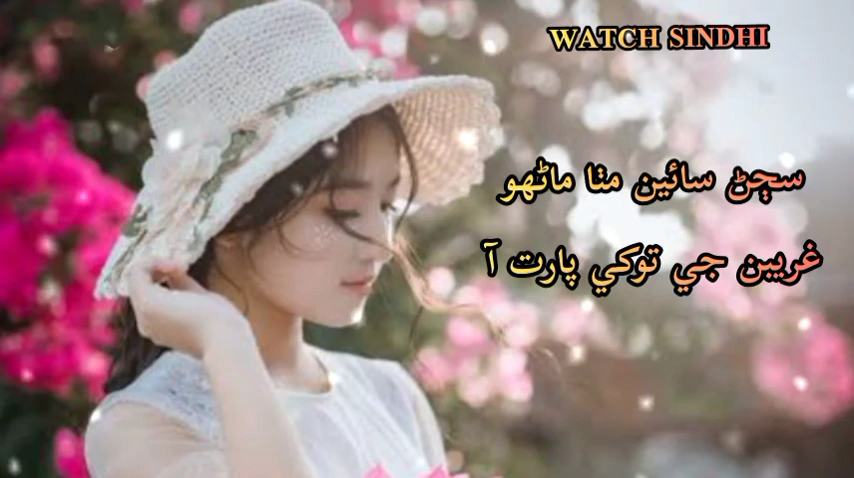 WATCH SINDHI
سڄڻ سائين مٺا ماڻهو
غريبن جي توکي پارت آ